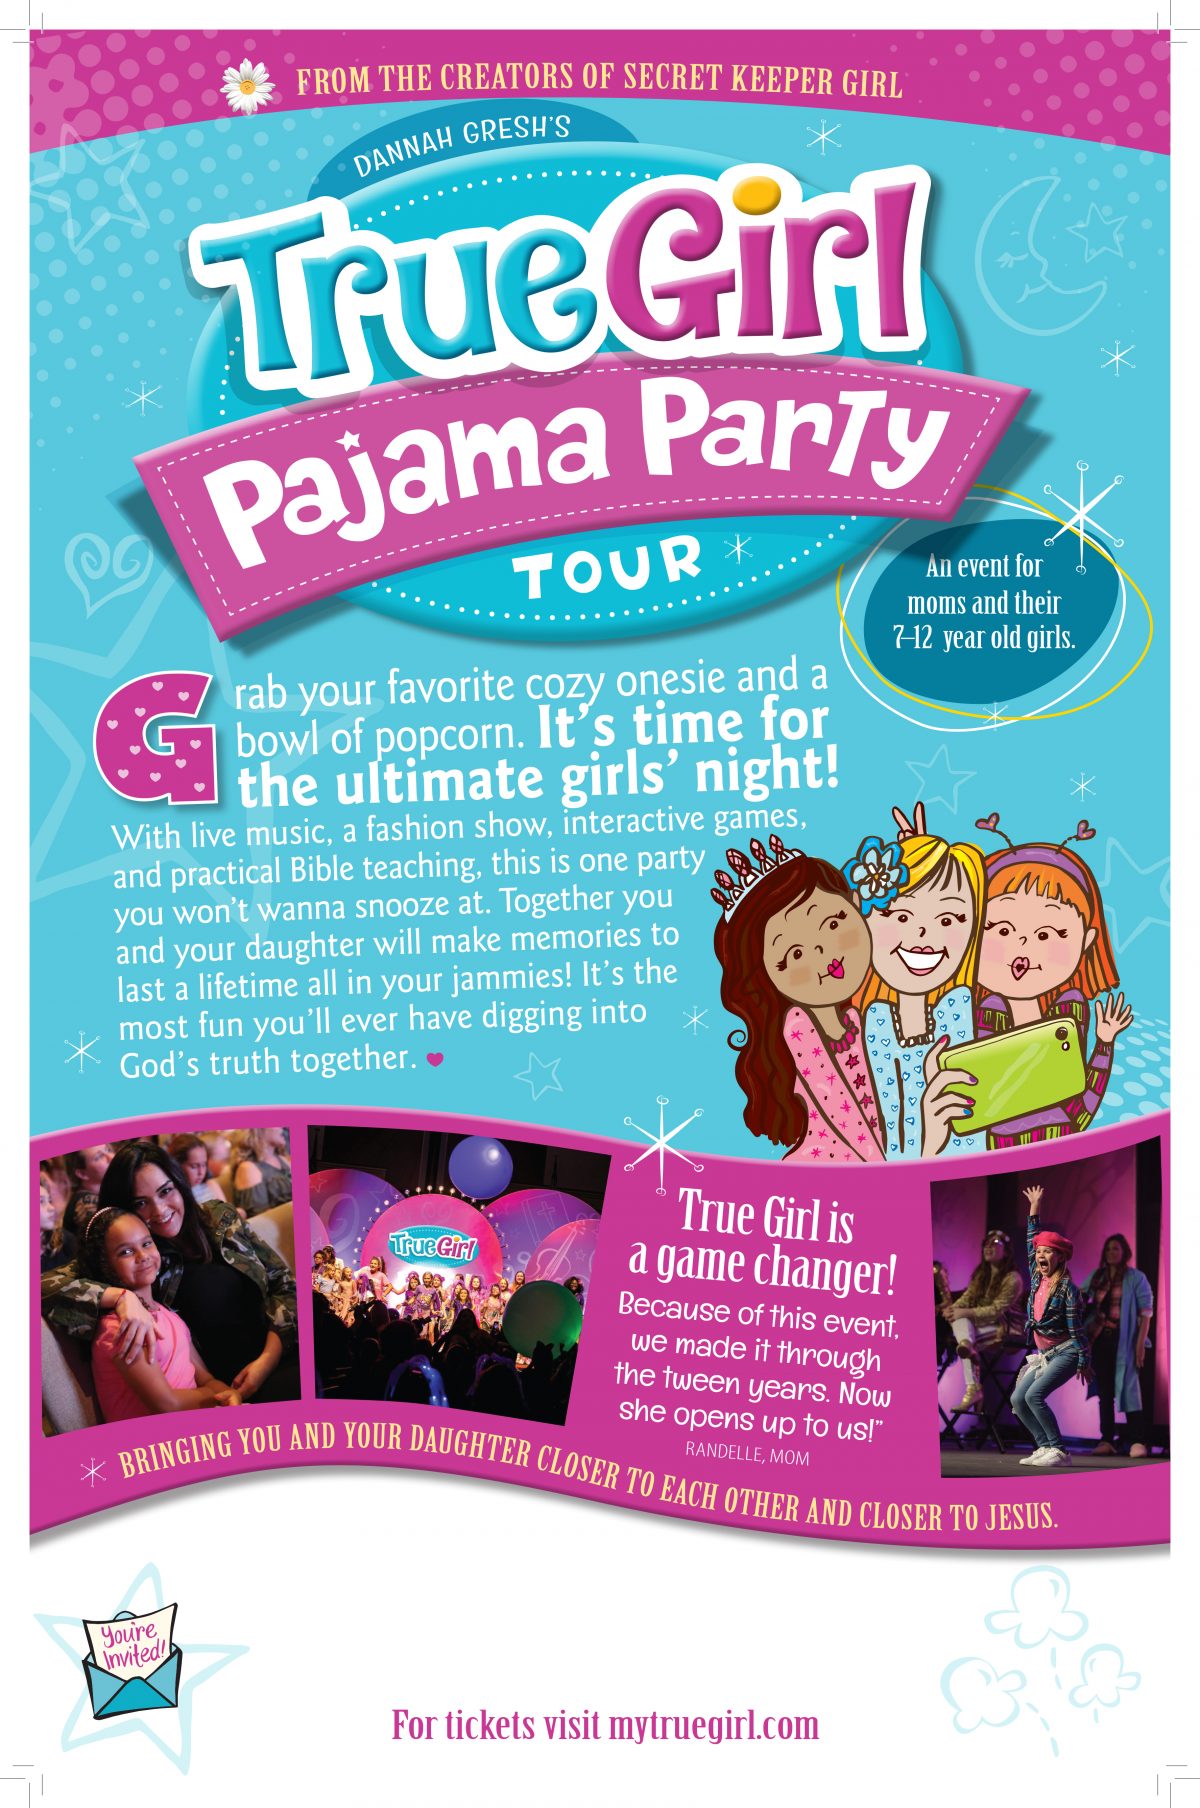 FROM THE CREATORS OF SECRET KEEPER GIRL
DANNAH GRESH'S
TrueGirl
Pajama Party
TOUR
An event for
moms and their
7–12 year old girls.
Grab your favorite cozy onesie and a
bowl of popcorn. It's time for
the ultimate girls' night!
With live music, a fashion show, interactive games,
and practical Bible teaching, this is one party
you won't wanna snooze at. Together you
and your daughter will make memories to
last a lifetime all in your jammies! It's the
most fun you'll ever have digging into
God's truth together.
TrueGirl
True Girl is
a game changer!
Because of this event,
we made it through
the tween years. Now
she opens up to us!”
RANDELLE, MOM
BRINGING YOU AND YOUR DAUGHTER CLOSER TO EACH OTHER AND CLOSER TO JESUS.
You're
Invited!
For tickets visit mytruegirl.com